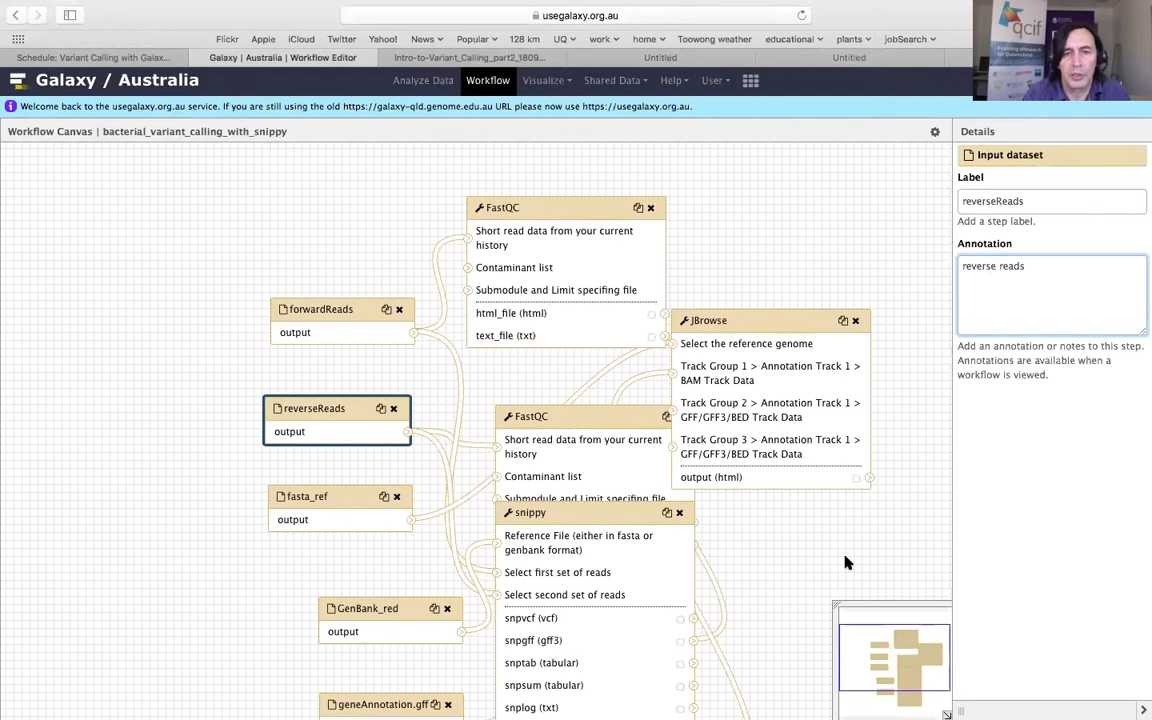 usegalaxy.org.au
Flickr Apple iCloud Twitter Yahoo! News Popular 128 km UQ work home Toowong weather educational plants jobSearch
Schedule: Variant Calling with Galax... Galaxy | Australia | Workflow Editor Intro-to-Variant_Calling_part2_1809... Untitled Untitled
Galaxy / Australia Analyze Data Workflow Visualize Shared Data Help User
Welcome back to the usegalaxy.org.au service. If you are still using the old https://galaxy-qld.genome.edu.au URL please now use https://usegalaxy.org.au.
qcif
Workflow Canvas | bacterial_variant_calling_with_snippy
Details
Input dataset
Label
reverseReads
Add a step label.
Annotation
reverse reads
Add an annotation or notes to this step.
Annotations are available when a
workflow is viewed.
FastQC
Short read data from your current
history
Contaminant list
Submodule and Limit specifing file
html_file (html)
text_file (txt)
forwardReads
output
JBrowse
Select the reference genome
Track Group 1 > Annotation Track 1 >
BAM Track Data
Track Group 2 > Annotation Track 1 >
GFF/GFF3/BED Track Data
Track Group 3 > Annotation Track 1 >
GFF/GFF3/BED Track Data
output (html)
reverseReads
output
FastQC
Short read data from your current
history
Contaminant list
Submodule and Limit specifing file
fasta_ref
output
snippy
Reference File (either in fasta or
genbank format)
Select first set of reads
Select second set of reads
snpvcf (vcf)
snpgff (gff3)
snptab (tabular)
snpsum (tabular)
snplog (txt)
GenBank_red
output
geneAnnotation.gff